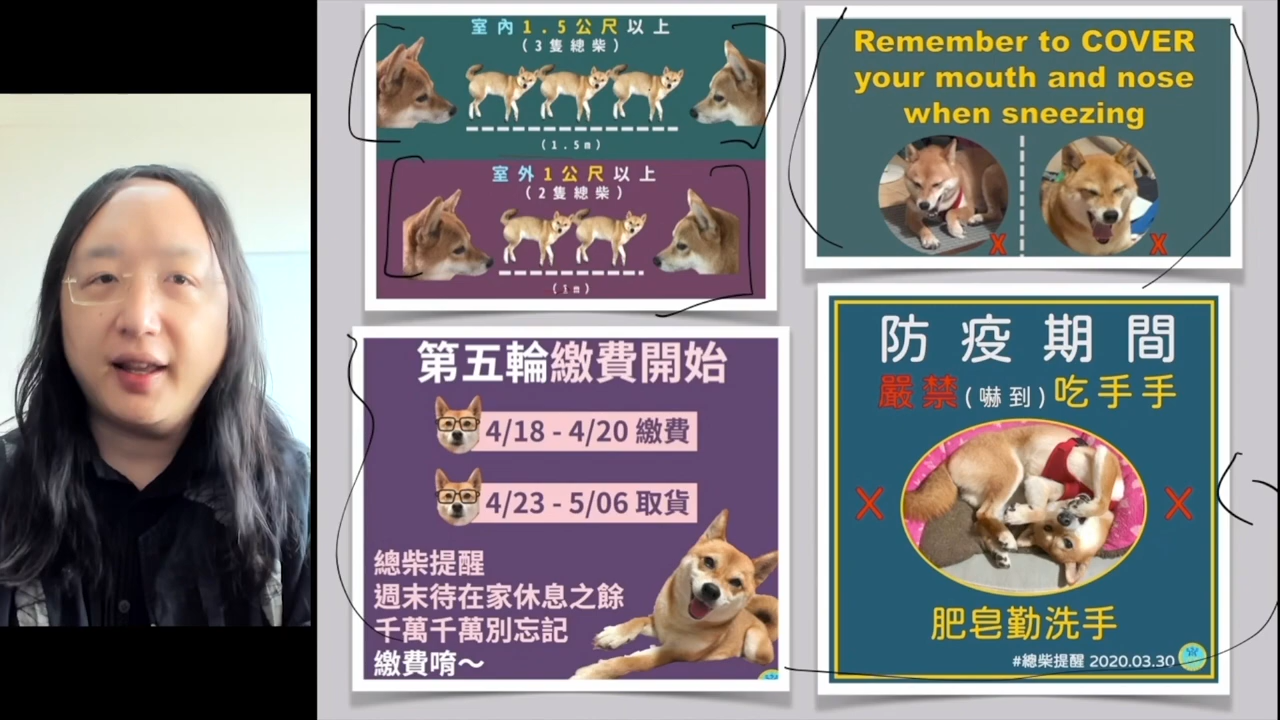 室內1.5公尺以上
(3隻總柴)
(1.5m)
室外1公尺以上
(2隻總柴)
(1m)
Remember to COVER
your mouth and nose
when sneezing
X X
第五輪繳費開始
4/18 - 4/20 繳費
4/23 - 5/06 取貨
總柴提醒
週末待在家休息之餘
千萬千萬別忘記
繳費唷～
防疫期間
嚴禁(嚇到)吃手手
X X
肥皂勤洗手
#總柴提醒 2020.03.30